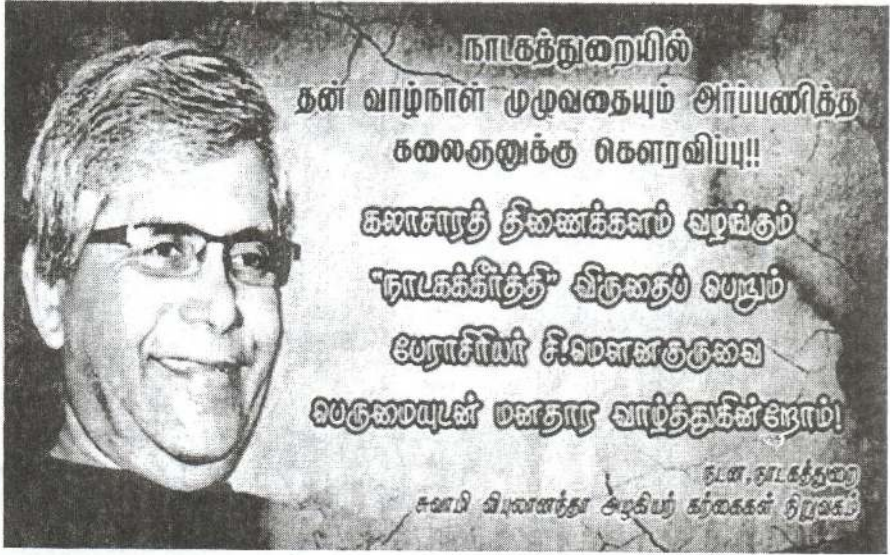 நாடகத்துறையில்
தன் வாழ்நாள் முழுவதையும் அர்ப்பணித்த
கலைஞனுக்கு கௌரவிப்பு!!
கலாசாரத் திணைக்களம் வழங்கும்
"நாடகக்கீர்த்தி" விருதைப் பெறும்
பேராசிரியர் சி.மௌனகுருவை
பெருமையுடன் மனதார வாழ்த்துகின்றோம்!
நடன,நாடகத்துறை
சுவாமி விபுலானந்தா அழகியற் கற்கைகள் நிறுவகம்